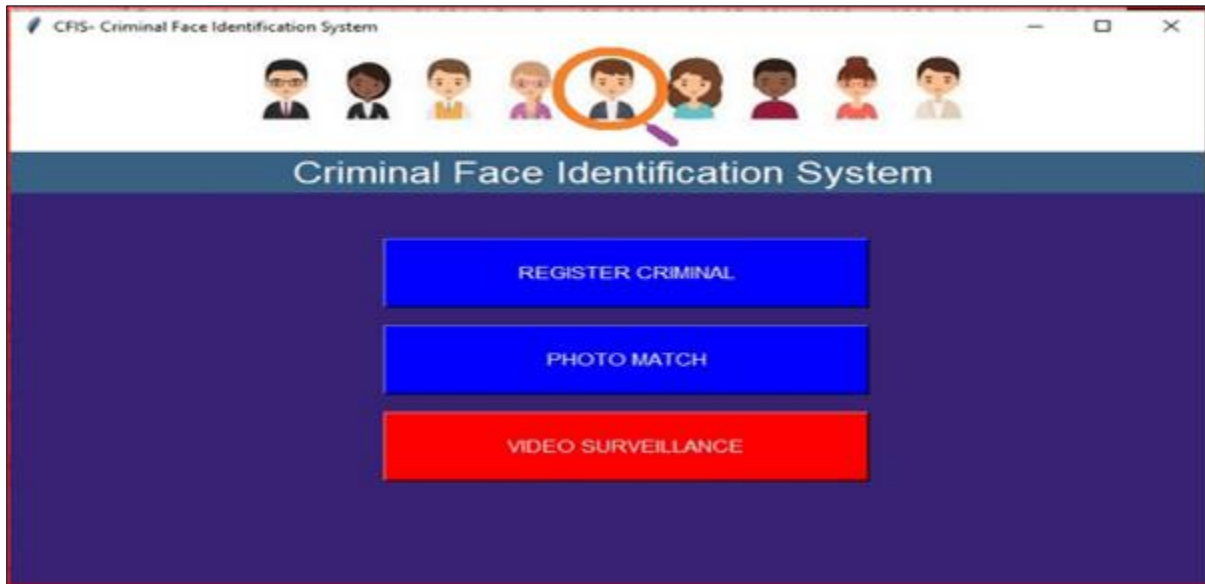 CFIS- Criminal Face Identification System
Criminal Face Identification System
REGISTER CRIMINAL
PHOTO MATCH
VIDEO SURVEILLANCE